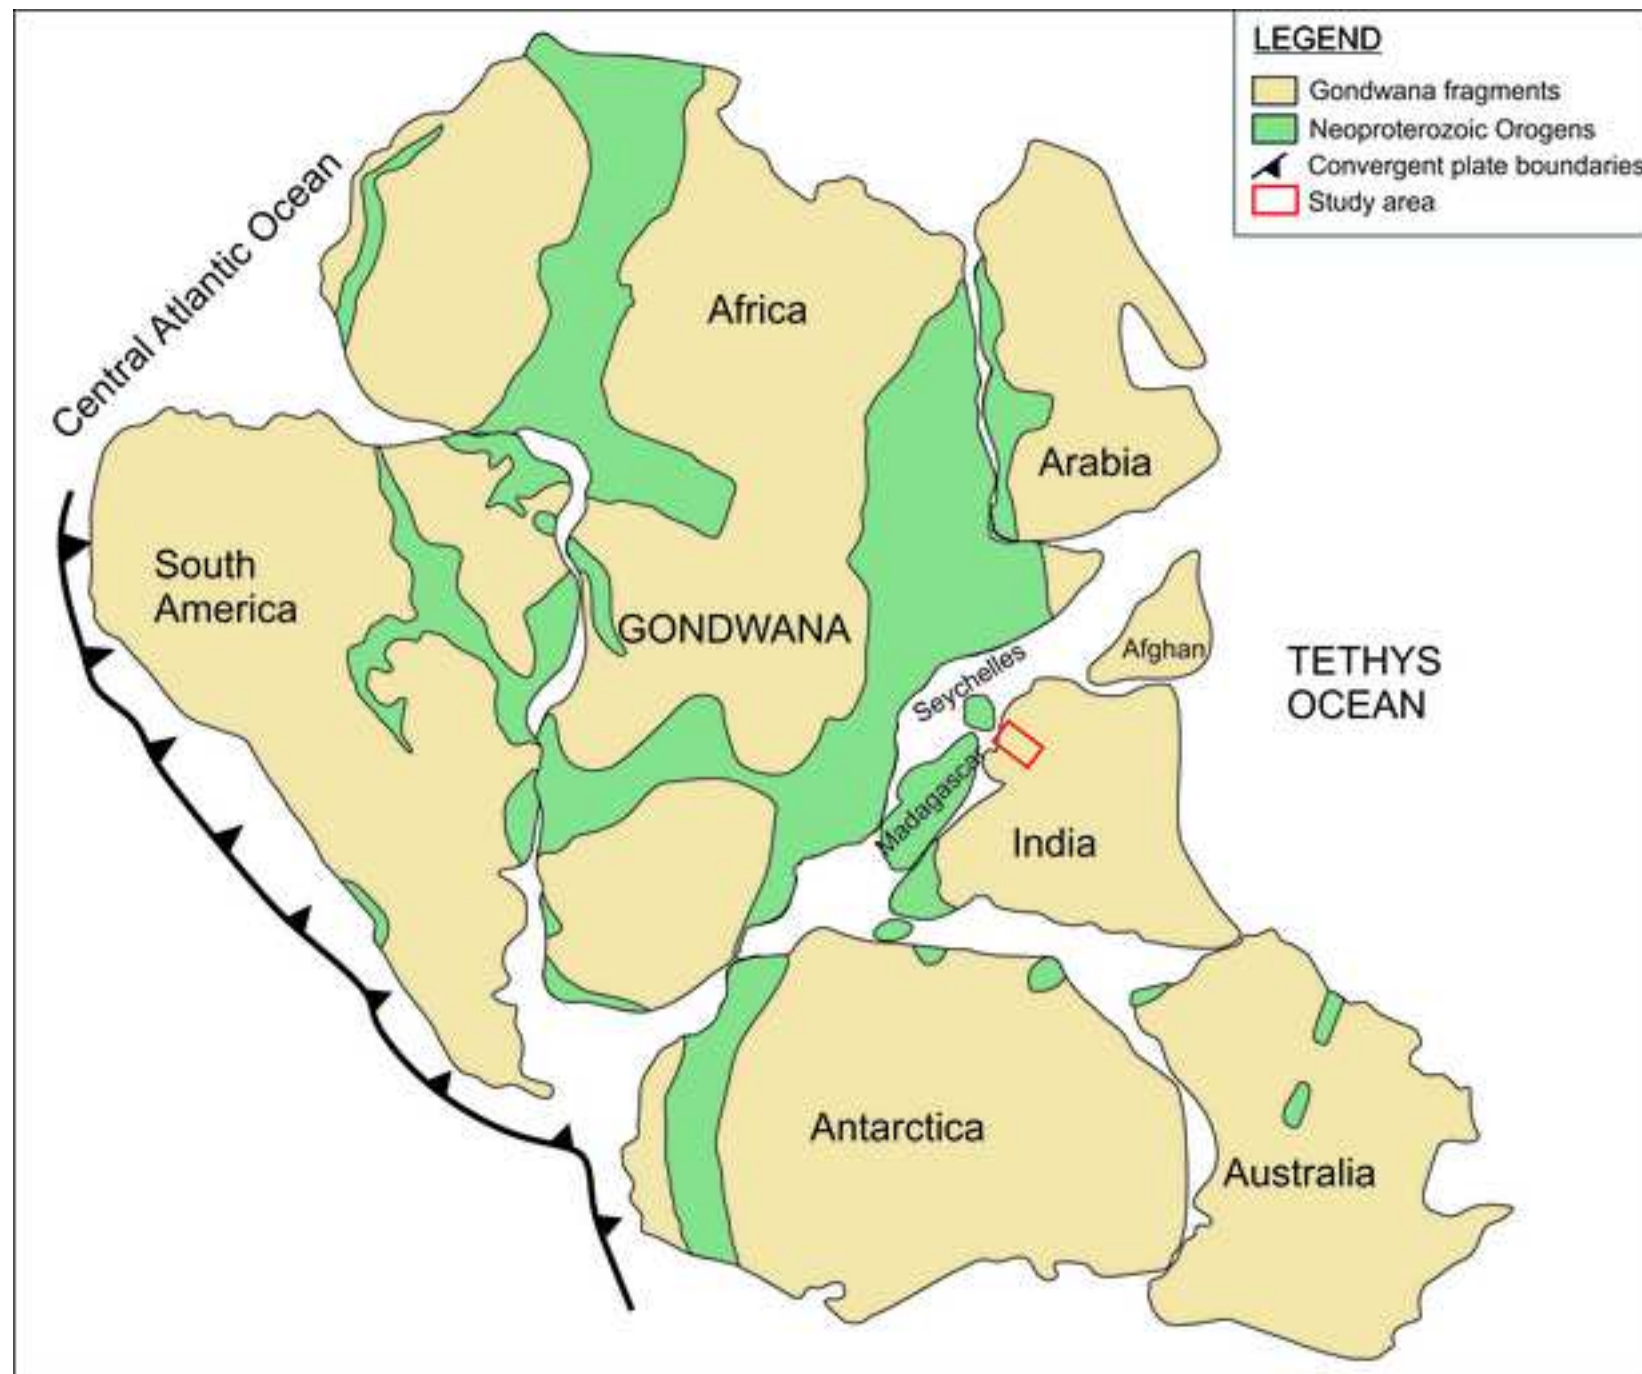 LEGEND
Gondwana fragments
Neoproterozoic Orogens
Convergent plate boundaries
Study area
Central Atlantic Ocean
Africa
Arabia
South
America
GONDWANA
Afghan
Seychelles
TETHYS
OCEAN
Madagascar
India
Antarctica
Australia